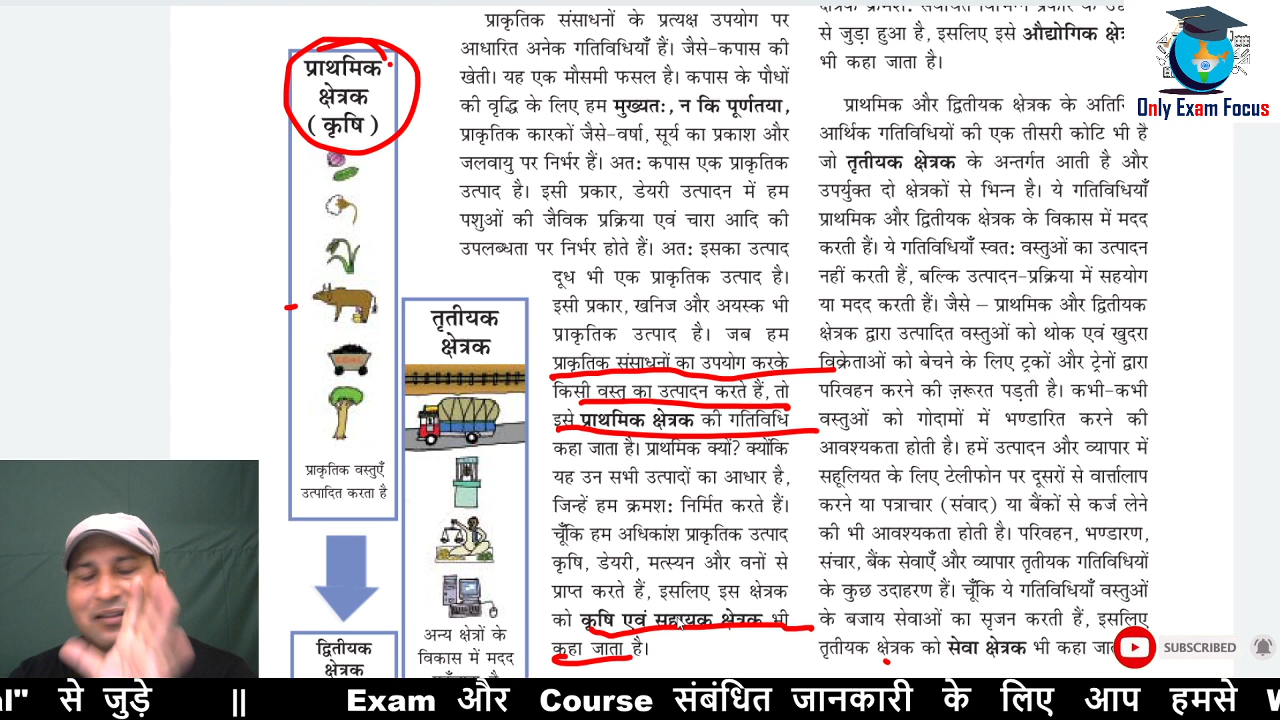 प्राथमिक
क्षेत्रक
( कृषि )
प्राकृतिक वस्तुएँ
उत्पादित करता है
द्वितीयक
क्षेत्रक
तृतीयक
क्षेत्रक
अन्य क्षेत्रों के
विकास में मदद
प्राकृतिक संसाधनों के प्रत्यक्ष उपयोग पर
आधारित अनेक गतिविधियाँ हैं। जैसे-कपास की
खेती। यह एक मौसमी फसल है। कपास के पौधों
की वृद्धि के लिए हम मुख्यतः, न कि पूर्णतया,
प्राकृतिक कारकों जैसे-वर्षा, सूर्य का प्रकाश और
जलवायु पर निर्भर हैं। अतः कपास एक प्राकृतिक
उत्पाद है। इसी प्रकार, डेयरी उत्पादन में हम
पशुओं की जैविक प्रक्रिया एवं चारा आदि की
उपलब्धता पर निर्भर होते हैं। अतः इसका उत्पाद
दूध भी एक प्राकृतिक उत्पाद है।
इसी प्रकार, खनिज और अयस्क भी
प्राकृतिक उत्पाद है। जब हम
प्राकृतिक संसाधनों का उपयोग करके
किसी वस्तु का उत्पादन करते हैं, तो
इसे प्राथमिक क्षेत्रक की गतिविधि
कहा जाता है। प्राथमिक क्यों? क्योंकि
यह उन सभी उत्पादों का आधार है,
जिन्हें हम क्रमशः निर्मित करते हैं।
चूँकि हम अधिकांश प्राकृतिक उत्पाद
कृषि, डेयरी, मत्स्यन और वनों से
प्राप्त करते हैं, इसलिए इस क्षेत्रक
को कृषि एवं सहायक क्षेत्रक भी
कहा जाता है।
से जुड़ा हुआ है, इसलिए इसे औद्योगिक
भी कहा जाता है।
प्राथमिक और द्वितीयक क्षेत्रक के
आर्थिक गतिविधियों की एक तीसरी कोटि भी है
जो तृतीयक क्षेत्रक के अन्तर्गत आती है और
उपर्युक्त दो क्षेत्रकों से भिन्न है। ये गतिविधियाँ
प्राथमिक और द्वितीयक क्षेत्रक के विकास में मदद
करती हैं। ये गतिविधियाँ स्वतः वस्तुओं का उत्पादन
नहीं करती हैं, बल्कि उत्पादन-प्रक्रिया में सहयोग
या मदद करती हैं। जैसे – प्राथमिक और द्वितीयक
क्षेत्रक द्वारा उत्पादित वस्तुओं को थोक एवं खुदरा
विक्रेताओं को बेचने के लिए ट्रकों और ट्रेनों द्वारा
परिवहन करने की ज़रूरत पड़ती है। कभी-कभी
वस्तुओं को गोदामों में भण्डारित करने की
आवश्यकता होती है। हमें उत्पादन और व्यापार में
सहूलियत के लिए टेलीफोन पर दूसरों से वार्त्तालाप
करने या पत्राचार (संवाद) या बैंकों से कर्ज लेने
की भी आवश्यकता होती है। परिवहन, भण्डारण,
संचार, बैंक सेवाएँ और व्यापार तृतीयक गतिविधियों
के कुछ उदाहरण हैं। चूँकि ये गतिविधियाँ वस्तुओं
के बजाय सेवाओं का सृजन करती हैं, इसलिए
तृतीयक क्षेत्रक को सेवा क्षेत्रक भी कहा
Only Exam Focus
SUBSCRIBED
से जुड़े || Exam और Course संबंधित जानकारी के लिए आप हमसे